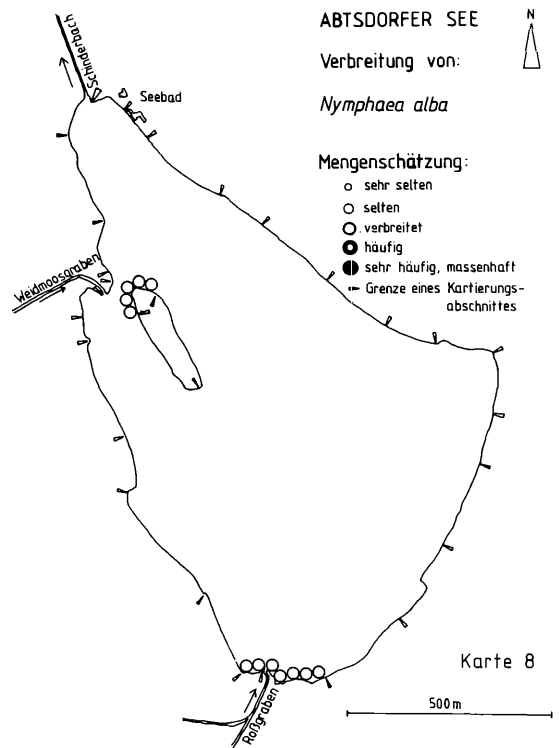 ABTSDORFER SEE
N
Verbreitung von:
Nymphaea alba
Mengenschätzung:
sehr selten
selten
verbreitet
häufig
sehr häufig, massenhaft
Grenze eines Kartierungs-
abschnittes
Schinderbach
Seebad
Weidmoosgraben
Roßgraben
Karte 8
500m